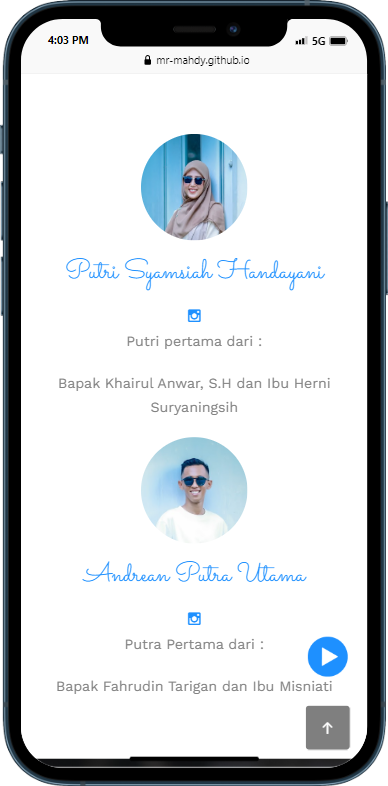 4:03 PM
5G
mr-mahdy.github.io
Putri Syamsiah Handayani
Putri pertama dari :
Bapak Khairul Anwar, S.H dan Ibu Herni
Suryaningsih
Andrean Putra Utama
Putra Pertama dari :
Bapak Fahrudin Tarigan dan Ibu Misniati